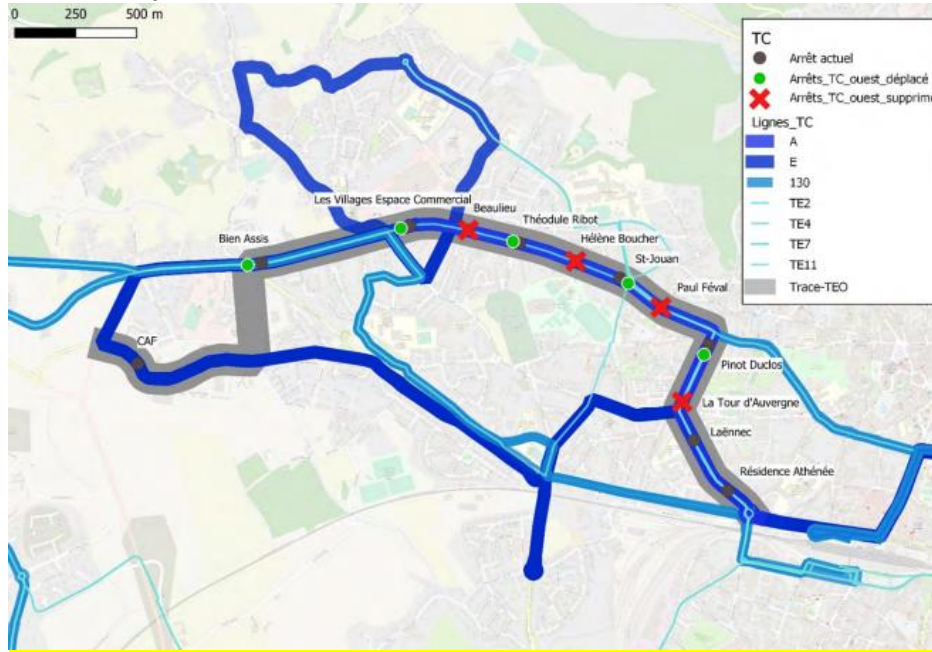 0 250 500 m
TC
Arrêt actuel
Arrêts_TC_ouest_déplacé
Arrêts_TC_ouest_supprimé
Lignes_TC
A
E
130
TE2
TE4
TE7
TE11
Trace-TEO
Les Villages Espace Commercial
Beaulieu
Théodule Ribot
Bien Assis
Hélène Boucher
St-Jouan
Paul Féval
CAF
Pinot Duclos
La Tour d'Auvergne
Laënnec
Résidence Athénée